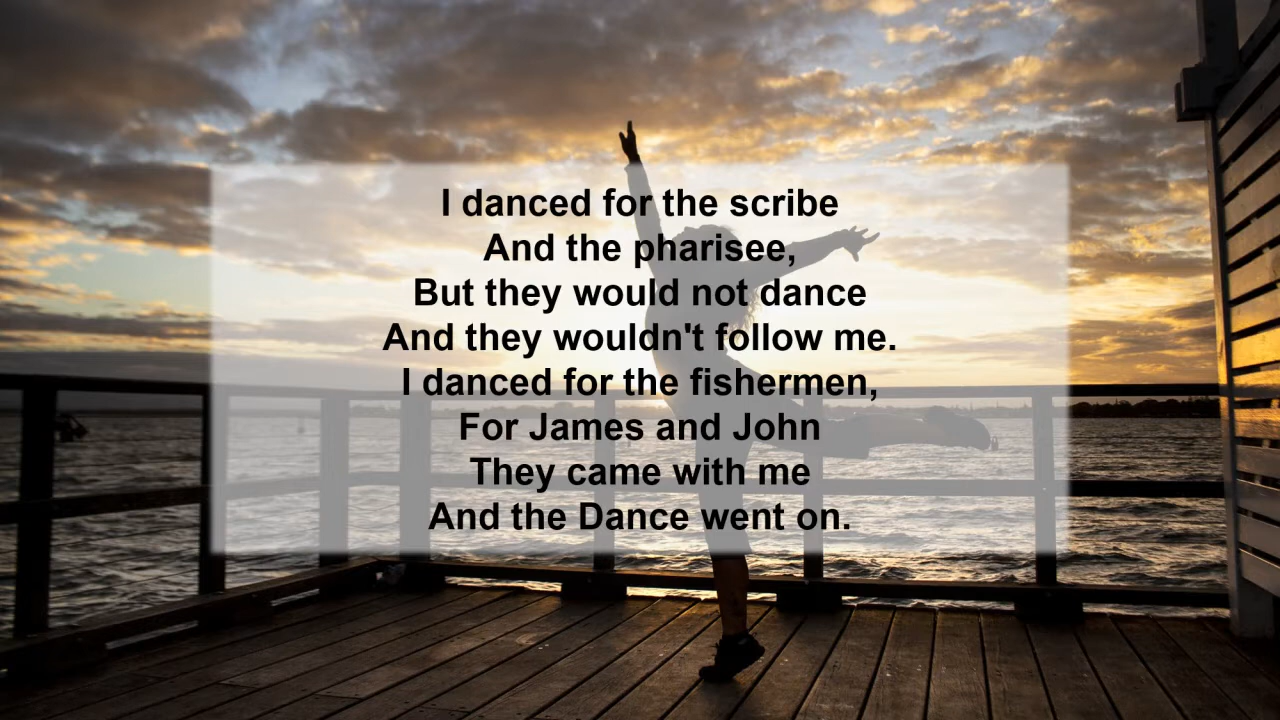 I danced for the scribe
And the pharisee,
But they would not dance
And they wouldn't follow me.
I danced for the fishermen,
For James and John
They came with me
And the Dance went on.